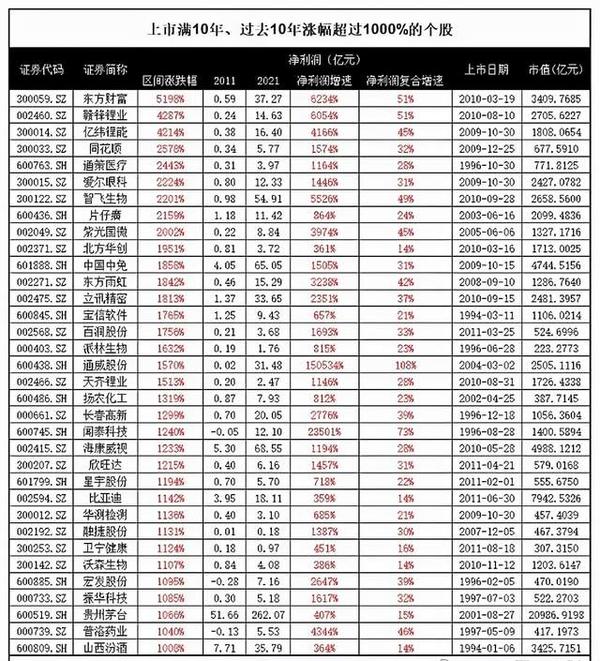 上市满10年、过去10年涨幅超过1000%的个股
净利润（亿元）
证券代码 证券简称 区间涨跌幅 2011 2021 净利润增速 净利润复合增速 上市日期 市值(亿元)
300059.SZ 东方财富 5198% 0.59 37.27 6234% 51% 2010-03-19 3409.7685
002460.SZ 赣锋锂业 4287% 0.24 14.63 6054% 51% 2010-08-10 2705.6227
300014.SZ 亿纬锂能 4214% 0.38 16.40 4166% 45% 2009-10-30 1808.0654
300033.SZ 同花顺 2578% 0.34 5.77 1574% 32% 2009-12-25 677.5910
600763.SH 通策医疗 2443% 0.31 3.97 1164% 28% 1996-10-30 771.8125
300015.SZ 爱尔眼科 2224% 0.80 12.33 1446% 31% 2009-10-30 2427.0782
300122.SZ 智飞生物 2201% 0.98 54.91 5526% 49% 2010-09-28 2658.5600
600436.SH 片仔癀 2159% 1.18 11.42 864% 24% 2003-06-16 2099.4836
002049.SZ 紫光国微 2002% 0.22 8.84 3974% 45% 2005-06-06 1327.1716
002371.SZ 北方华创 1951% 0.81 3.72 361% 14% 2010-03-16 1713.0025
601888.SH 中国中免 1858% 4.05 65.05 1505% 31% 2009-10-15 4744.5156
002271.SZ 东方雨虹 1842% 0.46 15.29 3238% 42% 2008-09-10 1286.7640
002475.SZ 立讯精密 1813% 1.37 33.65 2351% 37% 2010-09-15 2481.3957
600845.SH 宝信软件 1765% 1.25 9.43 657% 21% 1994-03-11 1106.0214
002568.SZ 百润股份 1756% 0.21 3.68 1693% 33% 2011-03-25 524.6996
000403.SZ 派林生物 1632% 0.19 1.76 815% 23% 1996-06-28 223.2773
600438.SH 通威股份 1570% 0.02 31.48 150534% 108% 2004-03-02 2505.1116
002466.SZ 天齐锂业 1513% 0.20 2.47 1146% 28% 2010-08-31 1726.4338
600486.SH 扬农化工 1319% 0.87 7.93 812% 23% 2002-04-25 387.7145
000661.SZ 长春高新 1299% 0.70 20.05 2776% 39% 1996-12-18 1056.3604
600745.SH 闻泰科技 1240% -0.05 12.10 23501% 73% 1996-08-28 1400.5894
002415.SZ 海康威视 1233% 5.30 68.55 1194% 28% 2010-05-28 4988.1212
300207.SZ 欣旺达 1215% 0.40 6.16 1457% 31% 2011-04-21 579.0168
601799.SH 星宇股份 1194% 0.70 5.70 718% 22% 2011-02-01 555.6750
002594.SZ 比亚迪 1142% 3.95 18.11 359% 14% 2011-06-30 7942.5326
300012.SZ 华测检测 1136% 0.40 3.10 685% 21% 2009-10-30 457.4039
002192.SZ 融捷股份 1131% 0.01 0.18 1387% 30% 2007-12-05 467.3794
300253.SZ 卫宁健康 1124% 0.18 0.97 451% 16% 2011-08-18 307.3150
300142.SZ 沃森生物 1107% 0.84 4.08 386% 14% 2010-11-12 1203.6147
600885.SH 宏发股份 1095% -0.28 7.16 2647% 39% 1996-02-05 470.0190
000733.SZ 振华科技 1085% 0.30 5.18 1617% 32% 1997-07-03 522.2703
600519.SH 贵州茅台 1066% 51.66 262.07 407% 15% 2001-08-27 20986.9198
000739.SZ 普洛药业 1040% -0.13 5.53 4344% 46% 1997-05-09 417.1973
600809.SH 山西汾酒 1008% 7.71 35.79 364% 14% 1994-01-06 3425.7151